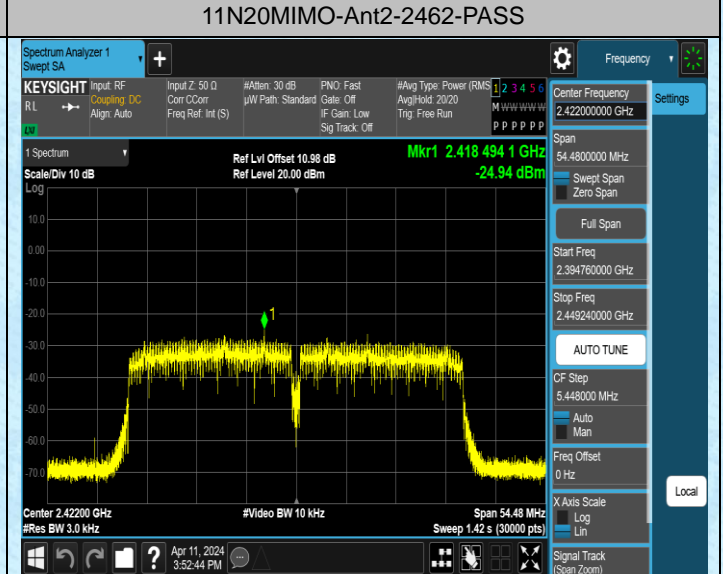 11N20MIMO-Ant2-2462-PASS
Spectrum Analyzer 1
Swept SA
+
Frequency
KEYSIGHT
RL
LXI
Input: RF
Coupling: DC
Align: Auto
Input Z: 50 Ω
Corr CCorr
Freq Ref: Int (S)
#Atten: 30 dB
µW Path: Standard
PNO: Fast
Gate: Off
IF Gain: Low
Sig Track: Off
#Avg Type: Power (RMS
Avg|Hold: 20/20
Trig: Free Run
1 2 3 4 5 6
M W W W W W
P P P P P P
1 Spectrum
Scale/Div 10 dB
Log
Ref Lvl Offset 10.98 dB
Ref Level 20.00 dBm
Mkr1 2.418 494 1 GHz
-24.94 dBm
10.0
0.00
-10.0
-20.0
-30.0
-40.0
-50.0
-60.0
-70.0
1
Center 2.42200 GHz
#Res BW 3.0 kHz
#Video BW 10 kHz
Span 54.48 MHz
Sweep 1.42 s (30000 pts)
Center Frequency
2.422000000 GHz
Span
54.4800000 MHz
Swept Span
Zero Span
Full Span
Start Freq
2.394760000 GHz
Stop Freq
2.449240000 GHz
AUTO TUNE
CF Step
5.448000 MHz
Auto
Man
Freq Offset
0 Hz
X Axis Scale
Log
Lin
Signal Track
(Span Zoom)
Settings
Local
?
Apr 11, 2024
3:52:44 PM